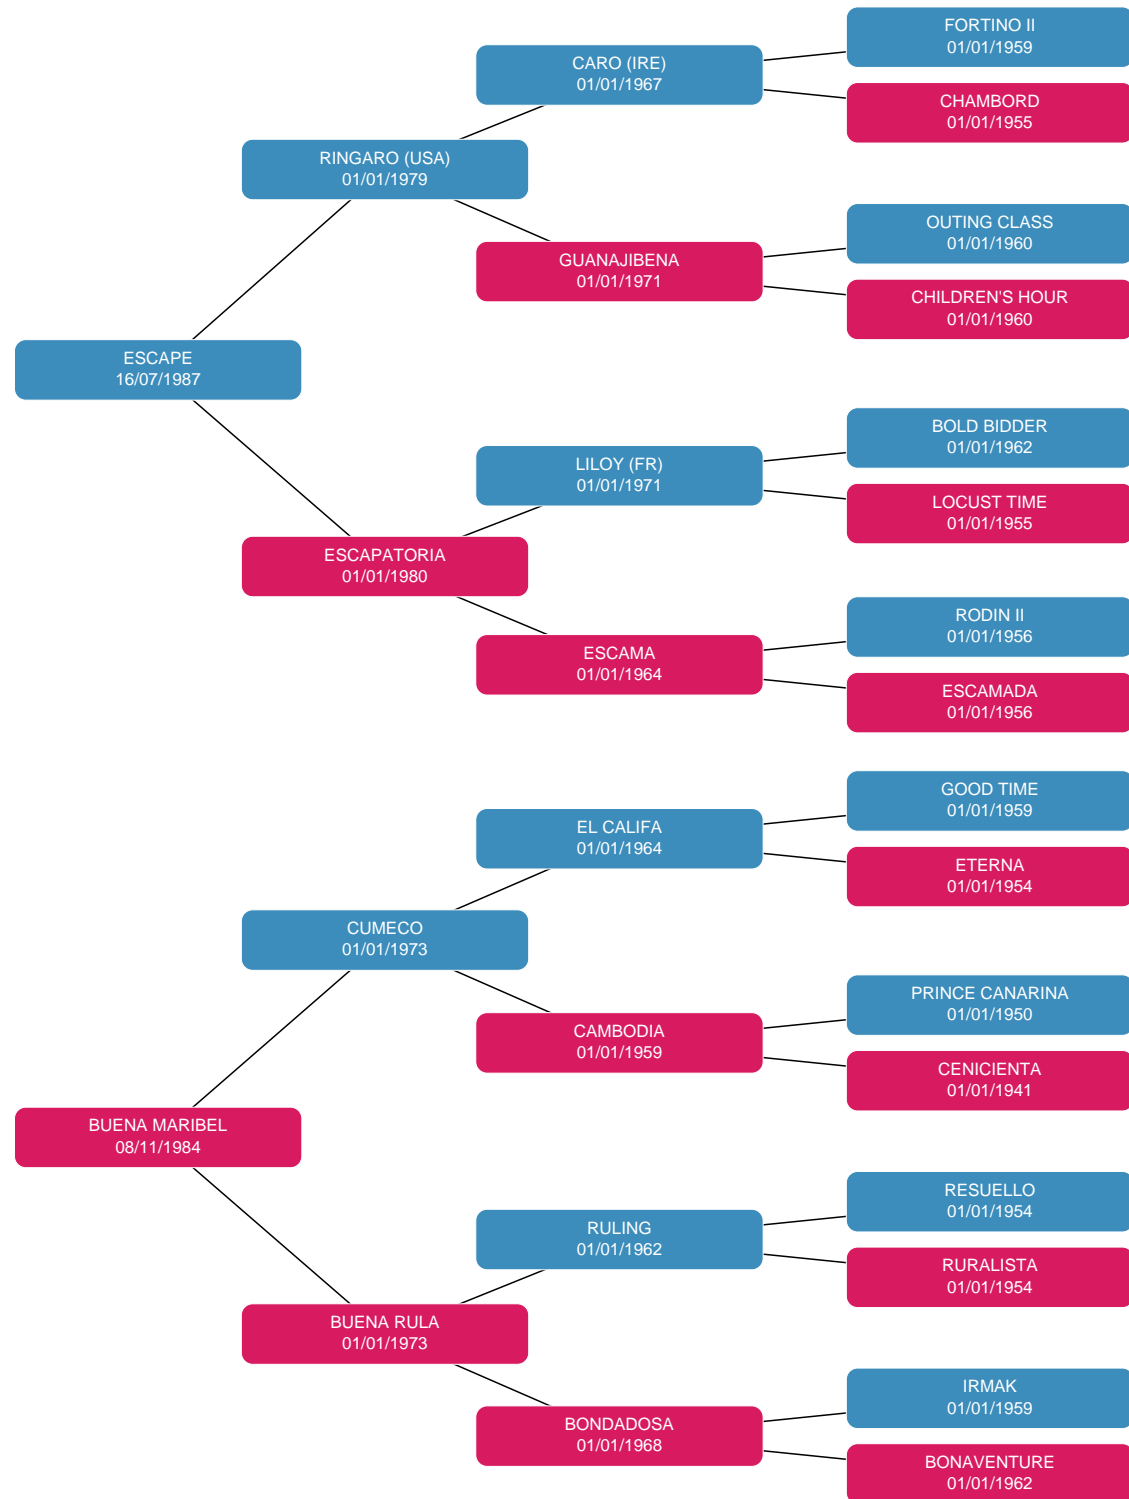 FORTINO II
01/01/1959
CARO (IRE)
01/01/1967
CHAMBORD
01/01/1955
RINGARO (USA)
01/01/1979
OUTING CLASS
01/01/1960
GUANAJIBENA
01/01/1971
CHILDREN'S HOUR
01/01/1960
ESCAPE
16/07/1987
BOLD BIDDER
01/01/1962
LILOY (FR)
01/01/1971
LOCUST TIME
01/01/1955
ESCAPATORIA
01/01/1980
RODIN II
01/01/1956
ESCAMA
01/01/1964
ESCAMADA
01/01/1956
GOOD TIME
01/01/1959
EL CALIFA
01/01/1964
ETERNA
01/01/1954
CUMECO
01/01/1973
PRINCE CANARINA
01/01/1950
CAMBODIA
01/01/1959
CENICIENTA
01/01/1941
BUENA MARIBEL
08/11/1984
RESUELLO
01/01/1954
RULING
01/01/1962
RURALISTA
01/01/1954
BUENA RULA
01/01/1973
IRMAK
01/01/1959
BONDADOSA
01/01/1968
BONAVENTURE
01/01/1962